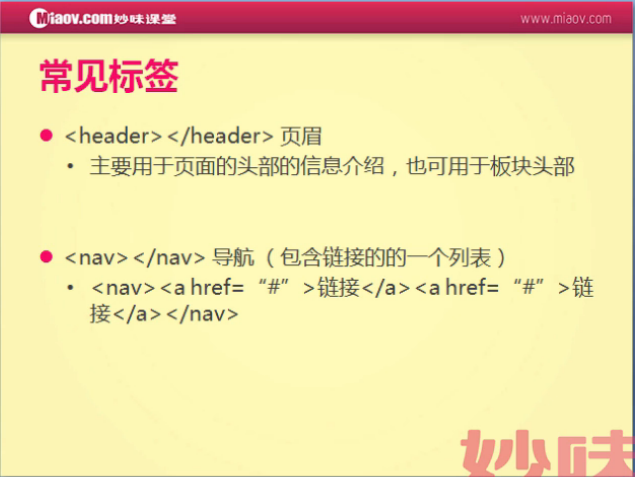 Miaov.com妙味课堂 www.miaov.com
常见标签
<header></header> 页眉
主要用于页面的头部的信息介绍，也可用于板块头部
<nav></nav> 导航（包含链接的的一个列表）
<nav><a href=“#”>链接</a><a href=“#”>链
接</a></nav>
妙味